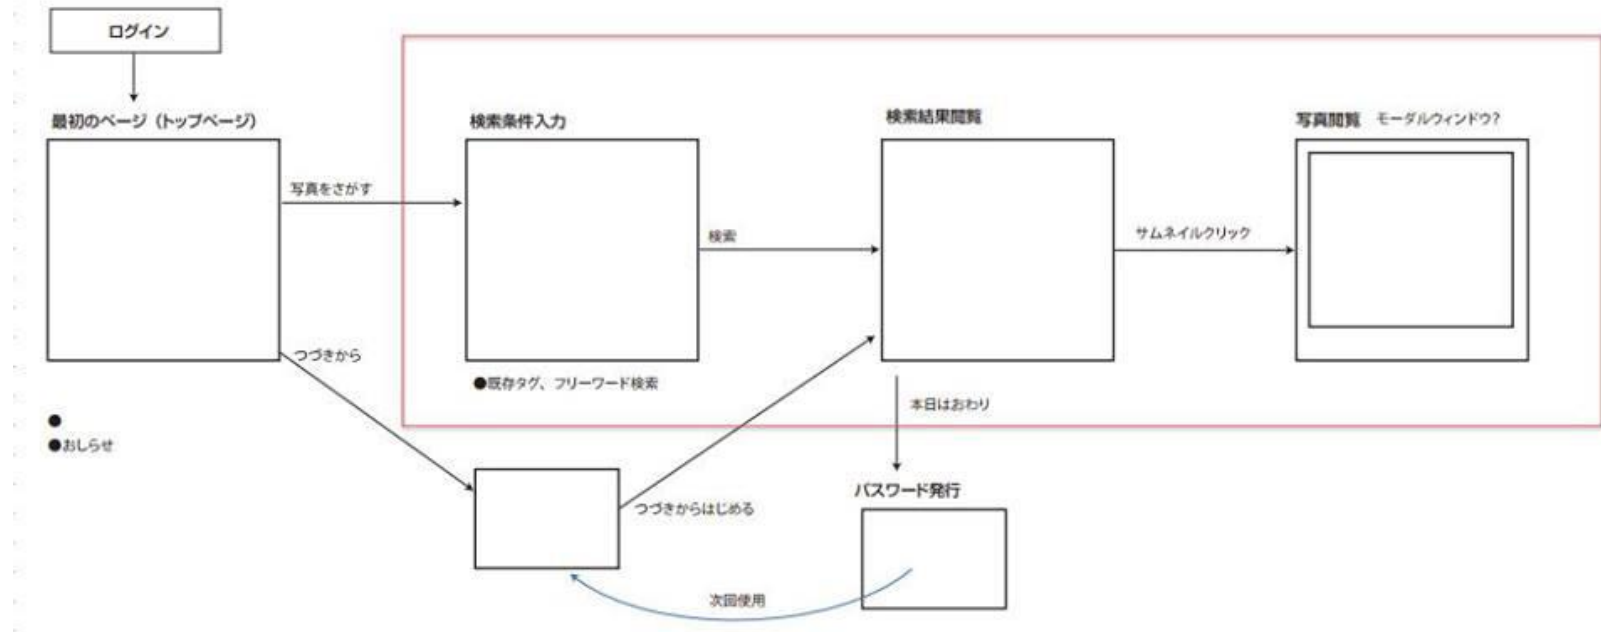 ログイン
最初のページ（トップページ）
検索条件入力
検索結果閲覧
写真閲覧 モーダルウィンドウ？
写真をさがす
検索
サムネイルクリック
つづきから
●既存タグ、フリーワード検索
本日はおわり
●
●おしらせ
パスワード発行
つづきからはじめる
次回使用